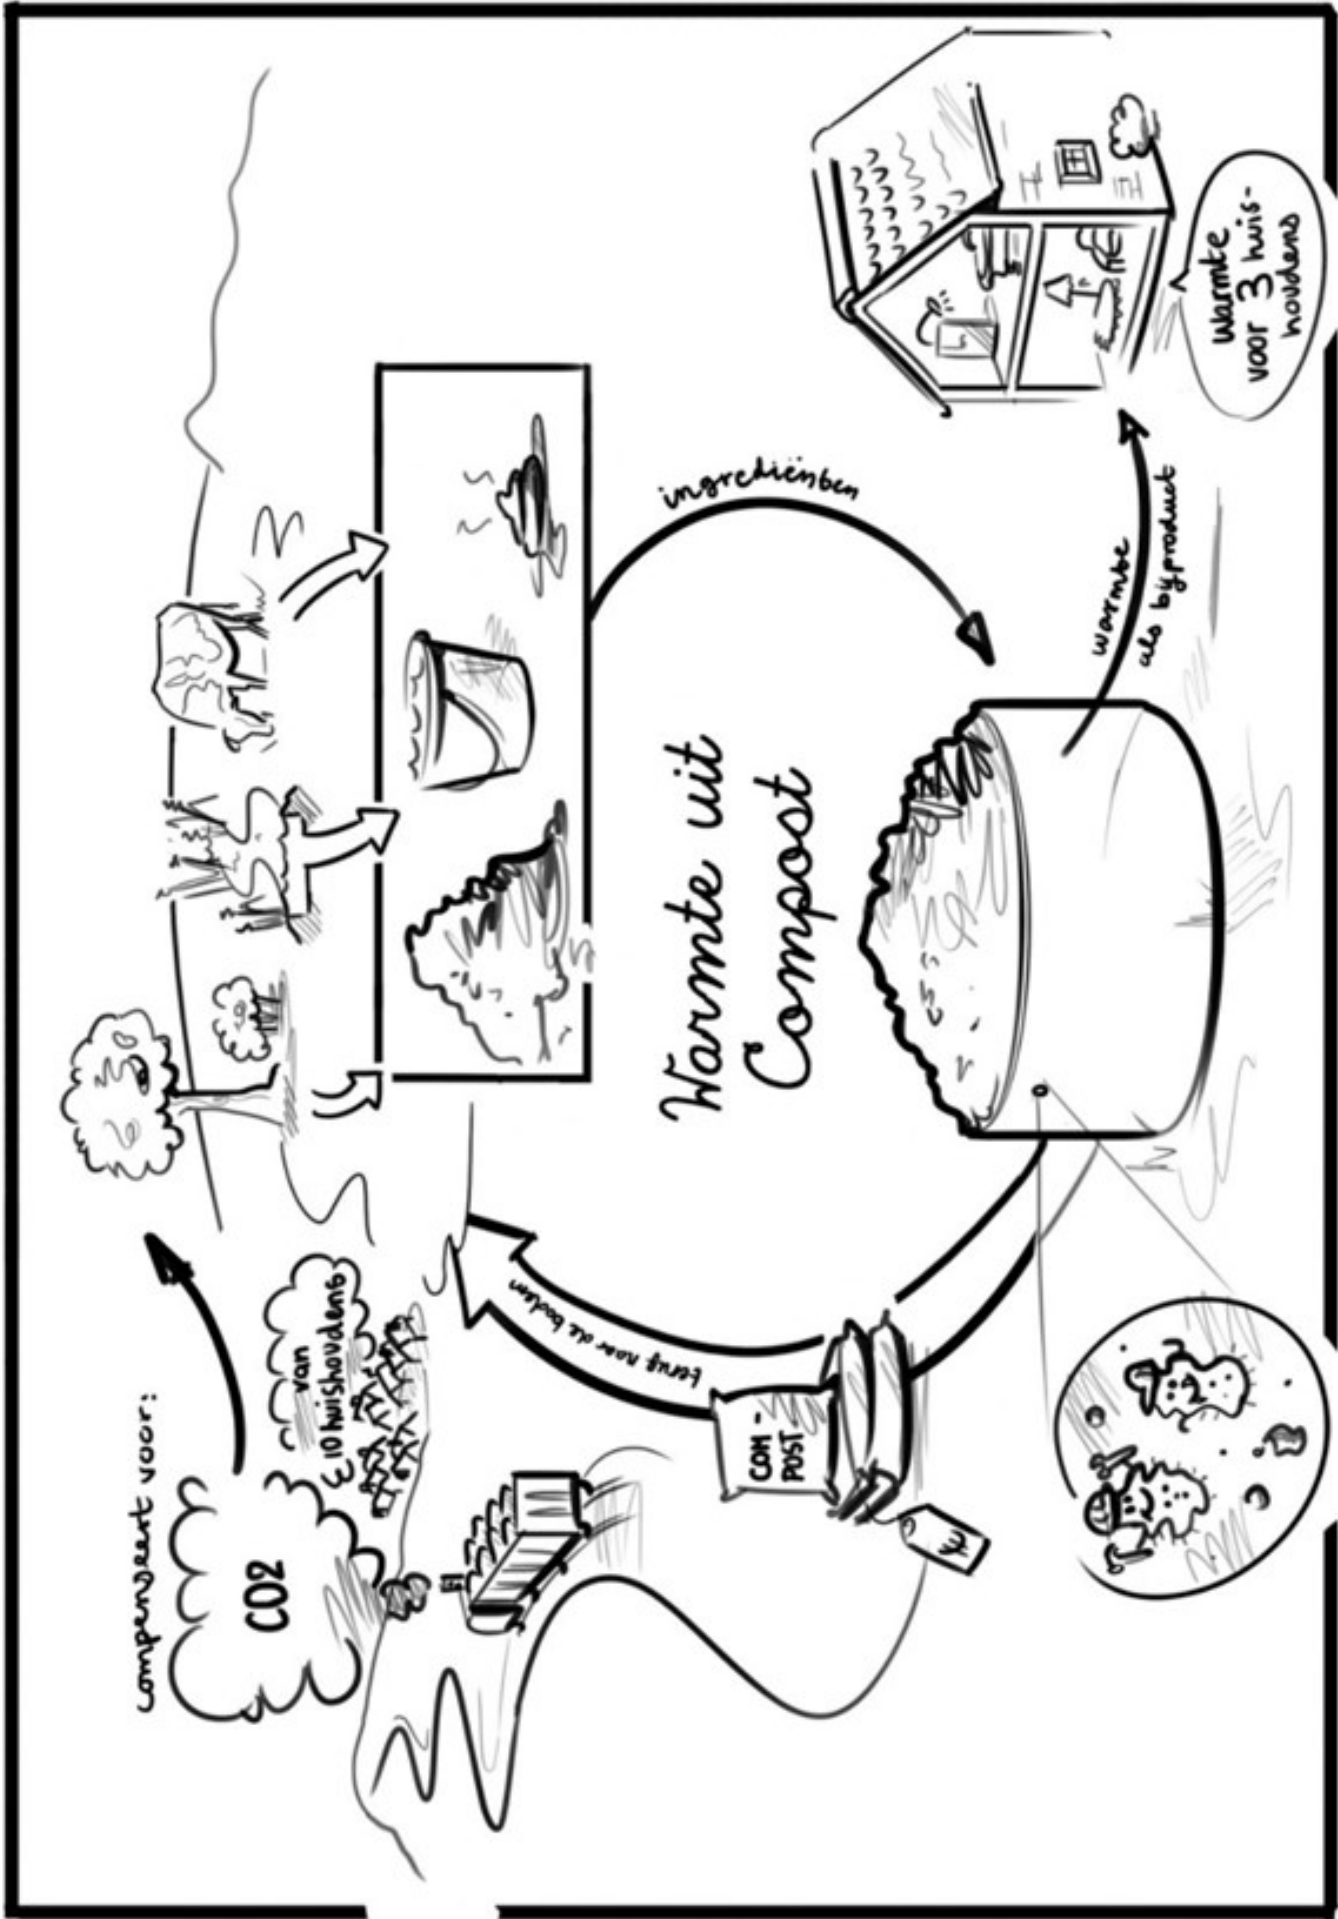 compenseert voor:
CO2
van
± 10 huishoudens
ingrediënten
Warmte uit
Compost
terug naar de bodem
COM-
POST
warmte
als bijproduct
Warmte
voor 3 huis-
houdens